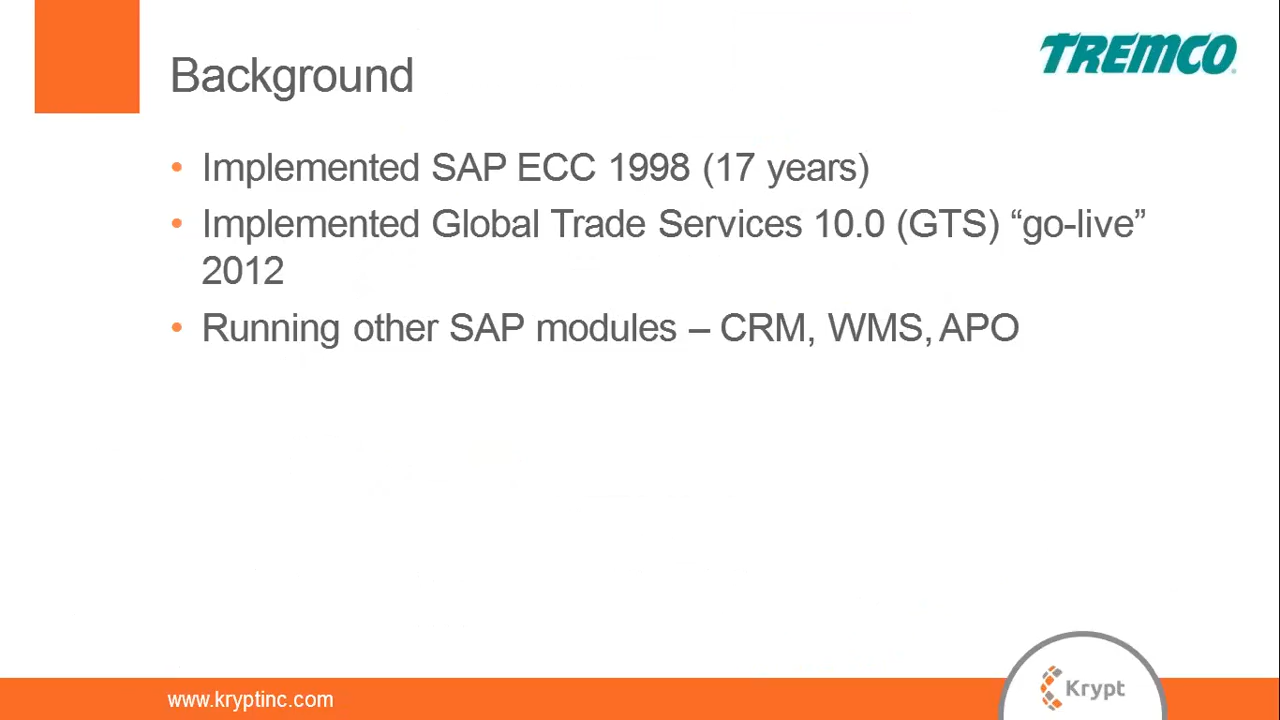 TREMCO
Background
• Implemented SAP ECC 1998 (17 years)
• Implemented Global Trade Services 10.0 (GTS) “go-live”
2012
• Running other SAP modules – CRM, WMS, APO
www.kryptinc.com
Krypt